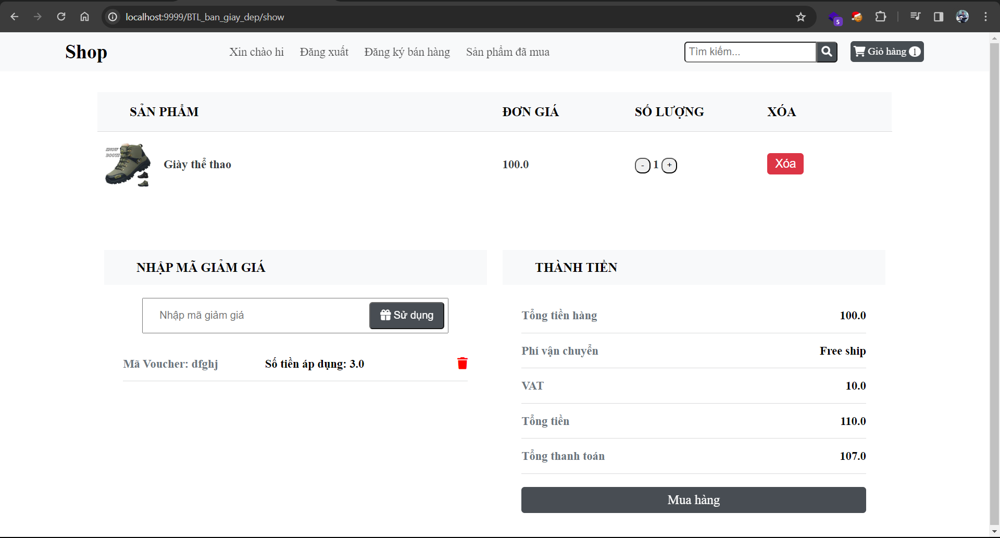 localhost:9999/BTL_ban_giay_dep/show
5
Shop
Xin chào hi
Đăng xuất
Đăng ký bán hàng
Sản phẩm đã mua
Tìm kiếm...
Giỏ hàng 1
SẢN PHẨM
ĐƠN GIÁ
SỐ LƯỢNG
XÓA
SNOW
BOOTS
Giày thể thao
100.0
- 1 +
Xóa
NHẬP MÃ GIẢM GIÁ
Nhập mã giảm giá
Sử dụng
Mã Voucher: dfghj
Số tiền áp dụng: 3.0
THÀNH TIỀN
Tổng tiền hàng 100.0
Phí vận chuyển Free ship
VAT 10.0
Tổng tiền 110.0
Tổng thanh toán 107.0
Mua hàng